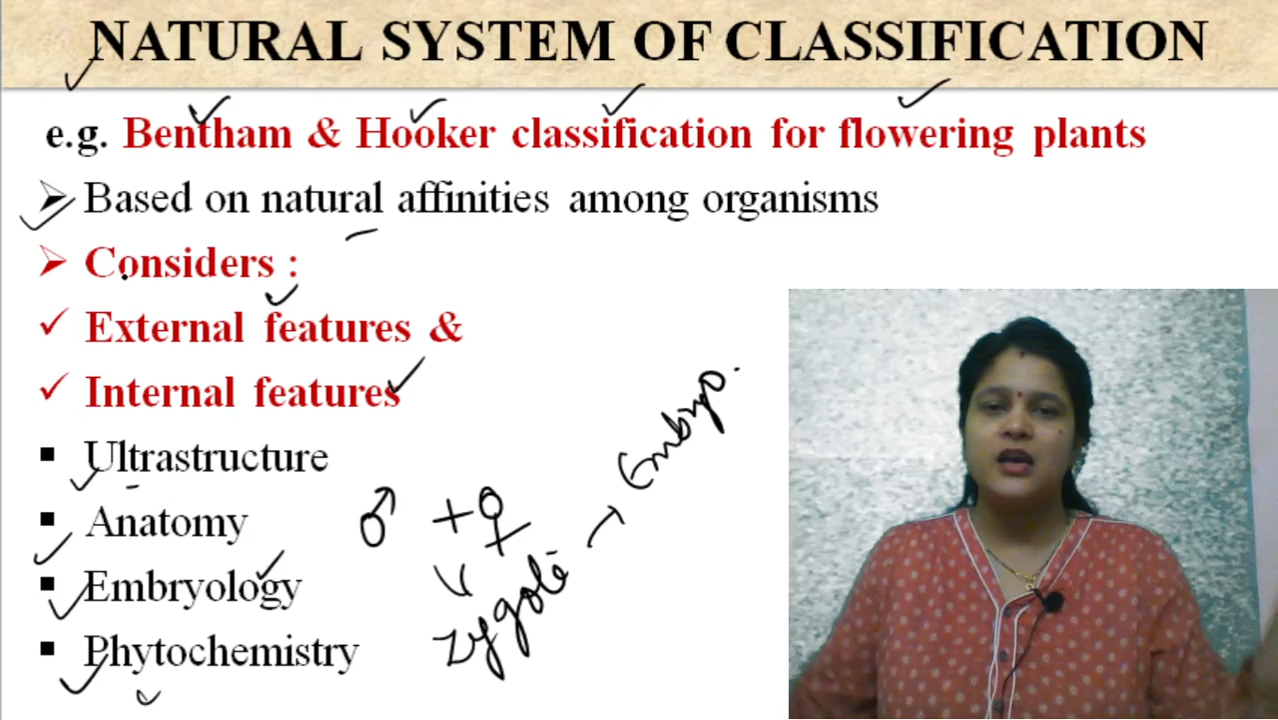 NATURAL SYSTEM OF CLASSIFICATION
e.g. Bentham & Hooker classification for flowering plants
Based on natural affinities among organisms
Considers :
External features &
Internal features
Ultrastructure
Anatomy
Embryology
Phytochemistry
♂ + ♀
Zygote → Embryo.